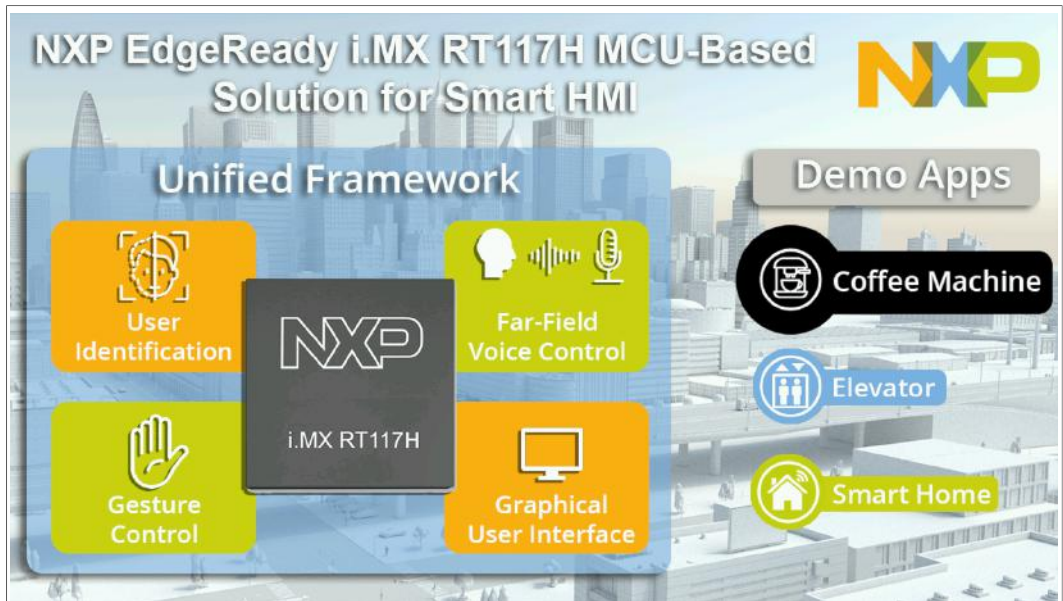 NXP EdgeReady i.MX RT117H MCU-Based
Solution for Smart HMI
NXP
Unified Framework
User
Identification
Far-Field
Voice Control
NXP
i.MX RT117H
Gesture
Control
Graphical
User Interface
Demo Apps
Coffee Machine
Elevator
Smart Home